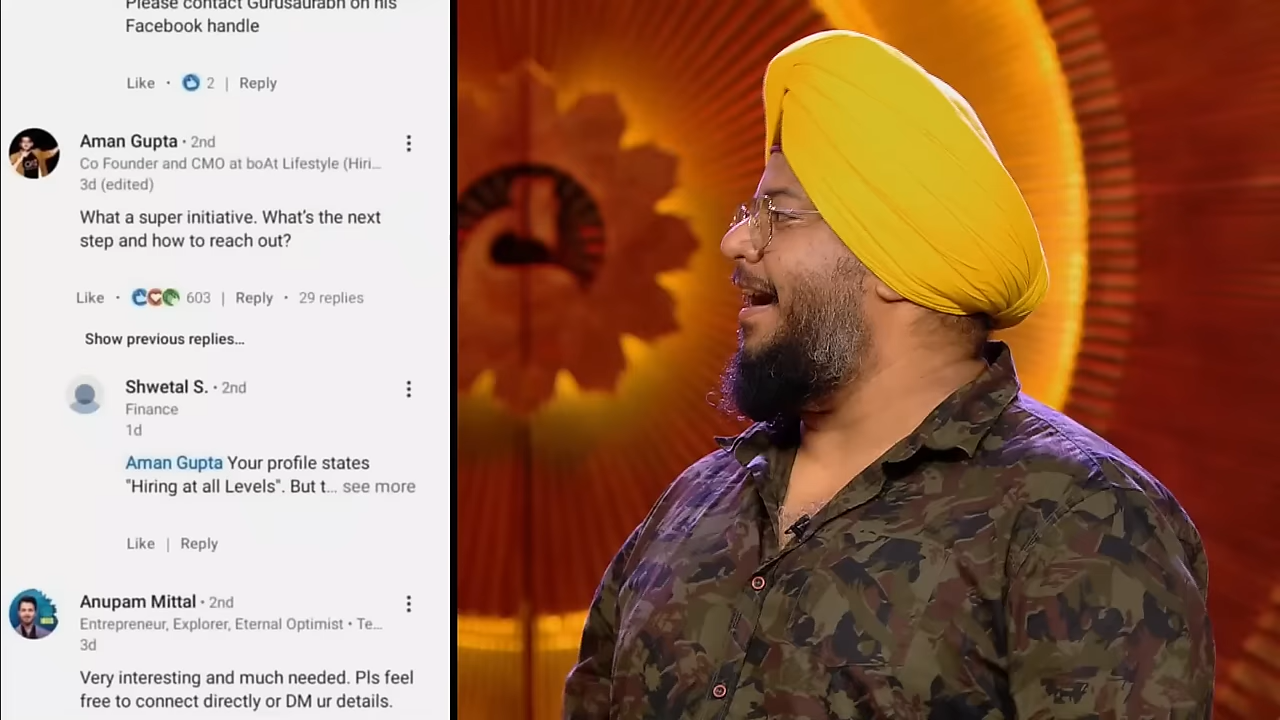 Please contact Gurusaurabh on his
Facebook handle
Like · 2 | Reply
Aman Gupta · 2nd
Co Founder and CMO at boAt Lifestyle (Hiri...
3d (edited)
What a super initiative. What's the next
step and how to reach out?
Like · 603 | Reply · 29 replies
Show previous replies...
Shwetal S. · 2nd
Finance
1d
Aman Gupta Your profile states
"Hiring at all Levels". But t... see more
Like | Reply
Anupam Mittal · 2nd
Entrepreneur, Explorer, Eternal Optimist • Te...
3d
Very interesting and much needed. Pls feel
free to connect directly or DM ur details.